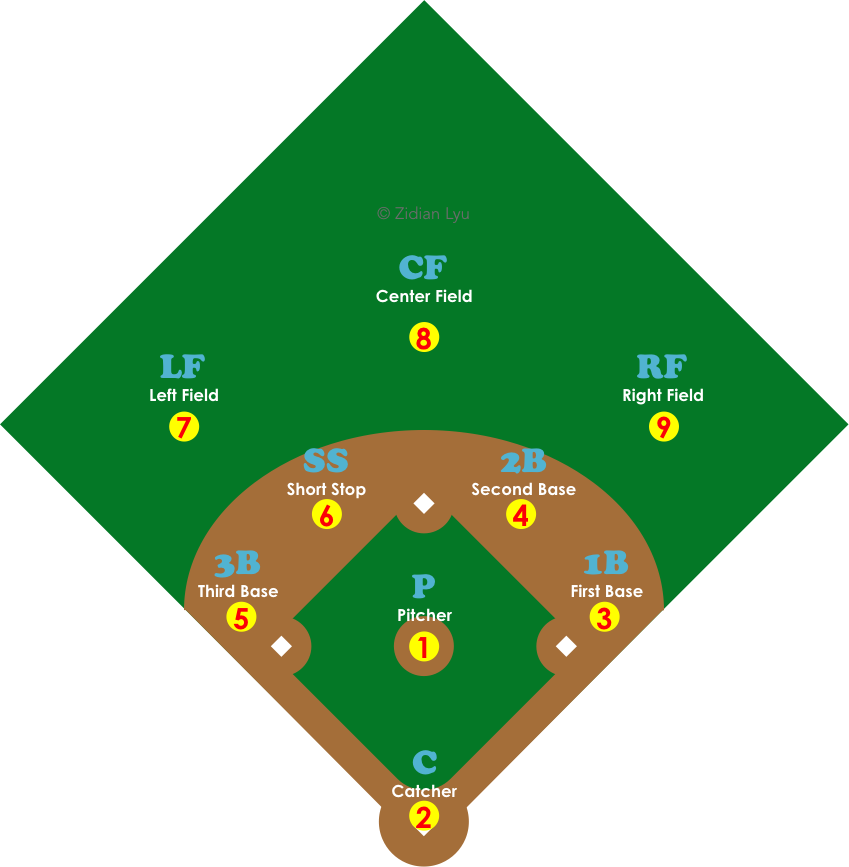 © Zidian Lyu
CF
Center Field
8
LF
Left Field
7
RF
Right Field
9
SS
Short Stop
6
2B
Second Base
4
3B
Third Base
5
1B
First Base
3
P
Pitcher
1
C
Catcher
2